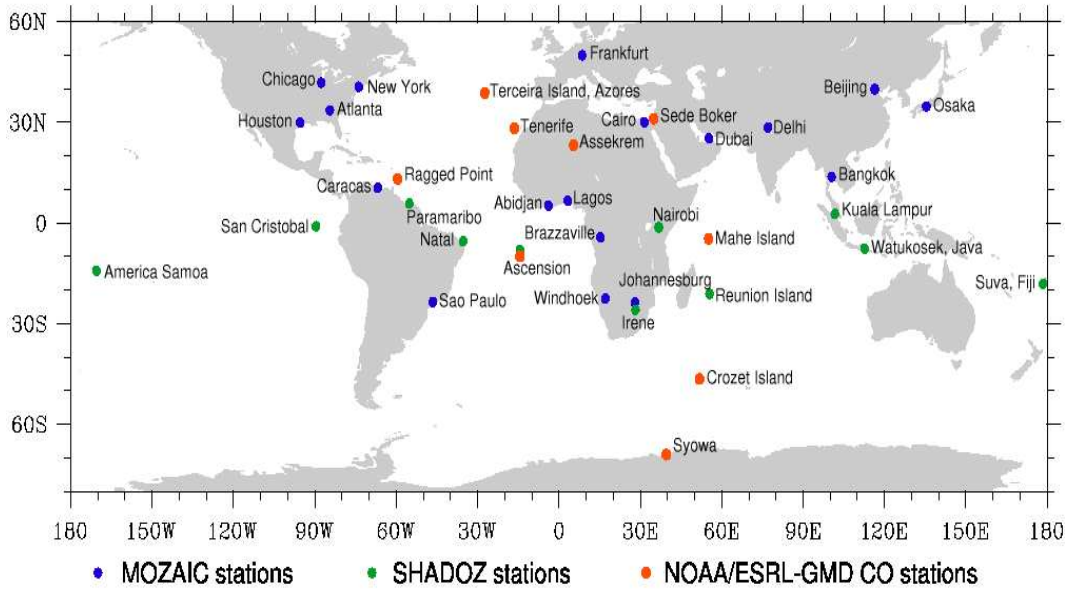 60N
Frankfurt
Chicago
New York
Terceira Island, Azores
Beijing
Osaka
Atlanta
Houston
30N
Tenerife
Cairo
Sede Boker
Assekrem
Dubai
Delhi
Ragged Point
Caracas
Bangkok
Abidjan
Lagos
Paramaribo
Nairobi
Kuala Lampur
0
San Cristobal
Natal
Brazzaville
Mahe Island
Watukosek, Java
America Samoa
Ascension
Johannesburg
Suva, Fiji
Sao Paulo
Windhoek
Reunion Island
30S
Irene
Crozet Island
60S
Syowa
180 150W 120W 90W 60W 30W 0 30E 60E 90E 120E 150E 180
MOZAIC stations SHADOZ stations NOAA/ESRL-GMD CO stations